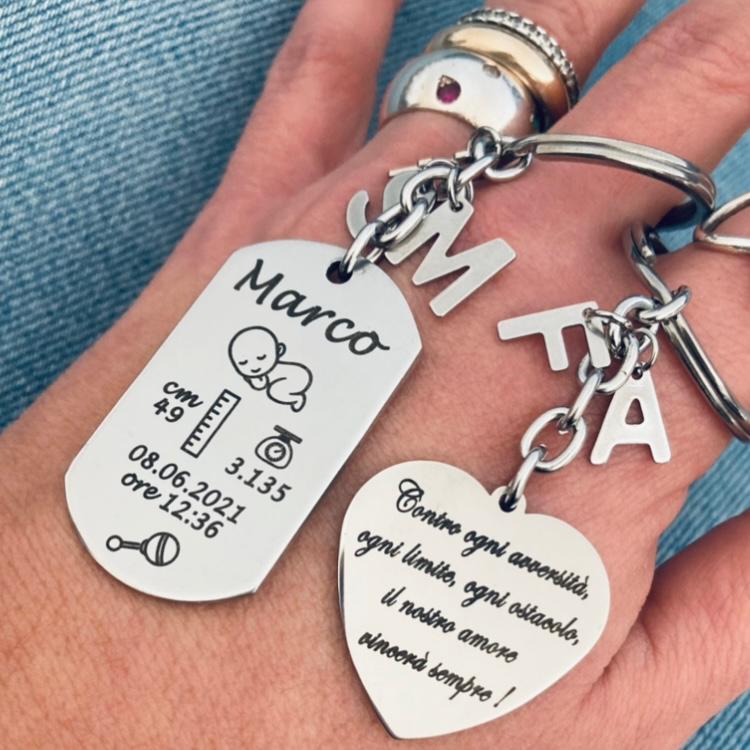 M
F
A
Marco
cm
49
3.135
08.06.2021
ore 12:36
Contro ogni avversità,
ogni limite, ogni ostacolo,
il nostro amore
vincerà sempre!